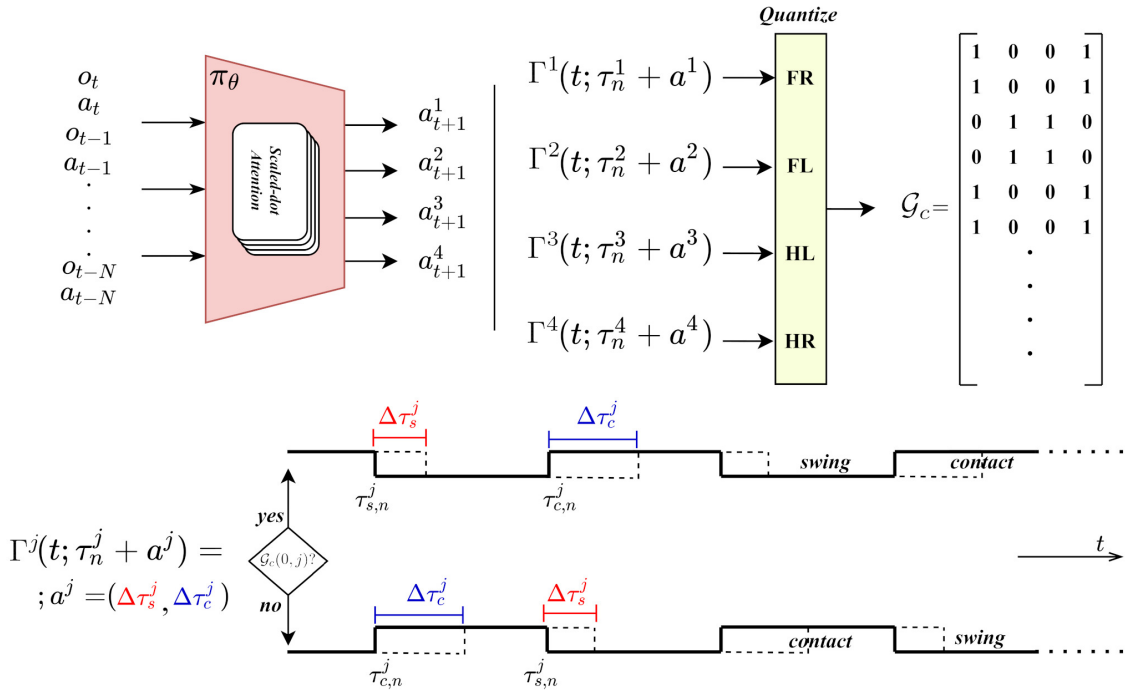 Quantize
π_θ
o_t
a_t
o_{t−1}
a_{t−1}
.
.
.
.
o_{t−N}
a_{t−N}
Scaled-dot
Attention
a^1_{t+1}
a^2_{t+1}
a^3_{t+1}
a^4_{t+1}
Γ^1(t; τ^1_n + a^1)
Γ^2(t; τ^2_n + a^2)
Γ^3(t; τ^3_n + a^3)
Γ^4(t; τ^4_n + a^4)
FR
FL
HL
HR
𝒢_c =
1 0 0 1
1 0 0 1
0 1 1 0
0 1 1 0
1 0 0 1
1 0 0 1
.
.
.
.
Δτ^j_s
Δτ^j_c
swing
contact
τ^j_{s,n}
τ^j_{c,n}
yes
Γ^j(t; τ^j_n + a^j) =
𝒢_c(0, j)?
; a^j =(Δτ^j_s, Δτ^j_c)
no
t
Δτ^j_c
Δτ^j_s
contact
swing
τ^j_{c,n}
τ^j_{s,n}